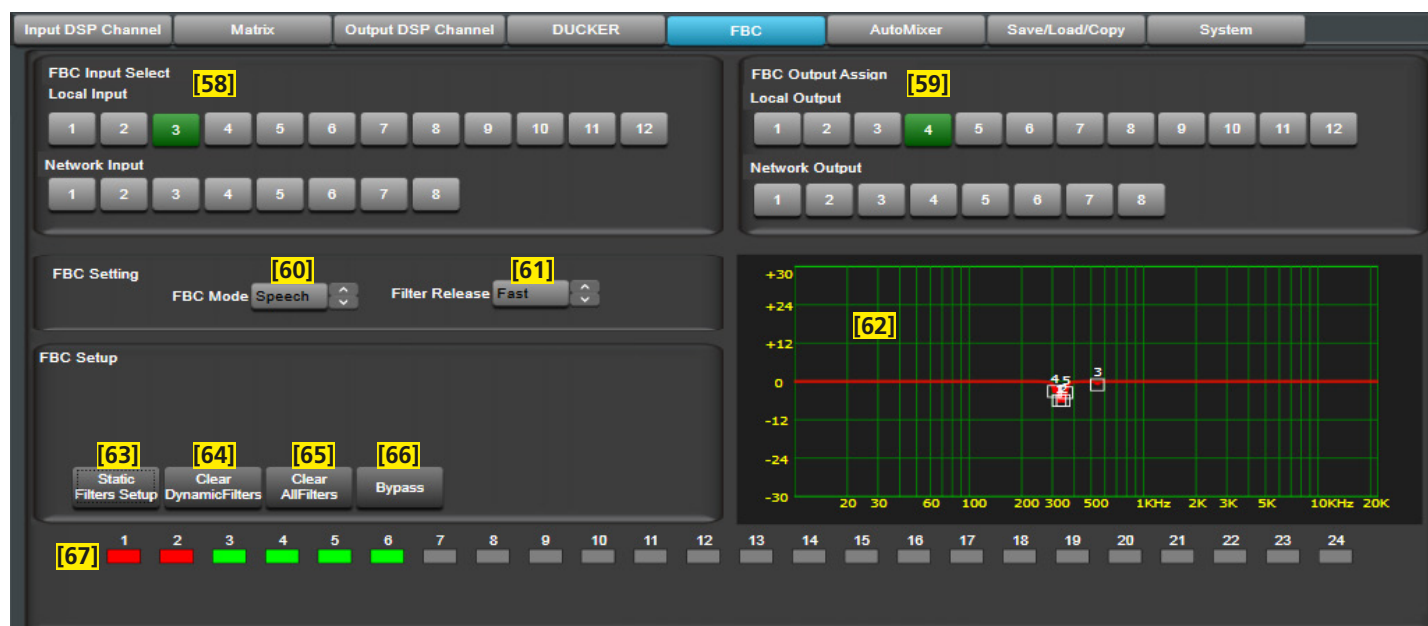 Input DSP Channel Matrix Output DSP Channel DUCKER FBC AutoMixer Save/Load/Copy System
FBC Input Select
[58]
Local Input
1 2 3 4 5 6 7 8 9 10 11 12
Network Input
1 2 3 4 5 6 7 8
FBC Output Assign
[59]
Local Output
1 2 3 4 5 6 7 8 9 10 11 12
Network Output
1 2 3 4 5 6 7 8
FBC Setting
[60]
[61]
FBC Mode Speech Filter Release Fast
FBC Setup
[63] [64] [65] [66]
Static
Filters Setup
Clear
DynamicFilters
Clear
AllFilters
Bypass
+30
+24
[62]
+12
0
-12
-24
-30
4 5 3
20 30 60 100 200 300 500 1KHz 2K 3K 5K 10KHz 20K
1 2 3 4 5 6 7 8 9 10 11 12 13 14 15 16 17 18 19 20 21 22 23 24
[67]